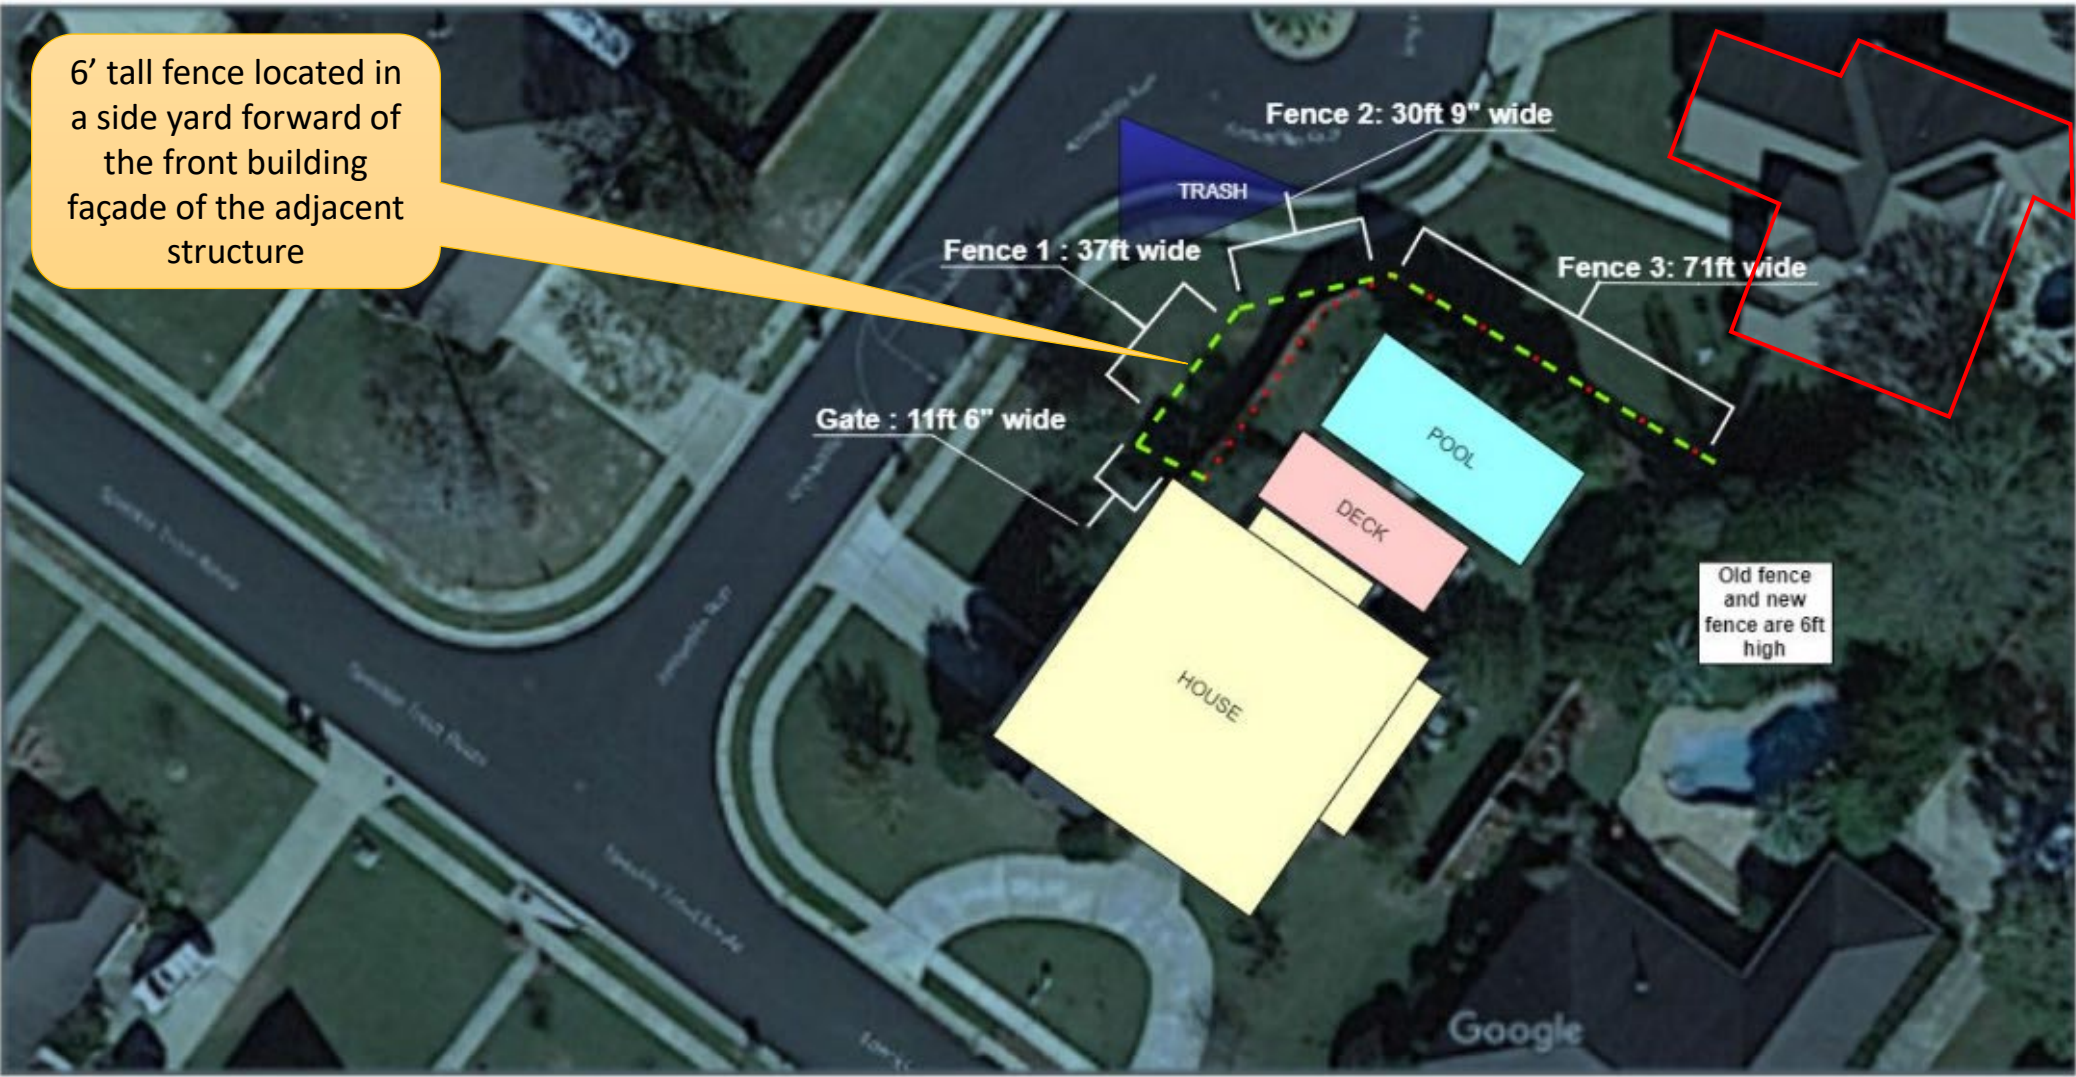 6’ tall fence located in
a side yard forward of
the front building
façade of the adjacent
structure
Fence 2: 30ft 9" wide
TRASH
Fence 1 : 37ft wide
Fence 3: 71ft wide
Gate : 11ft 6" wide
POOL
DECK
HOUSE
Old fence
and new
fence are 6ft
high
Google